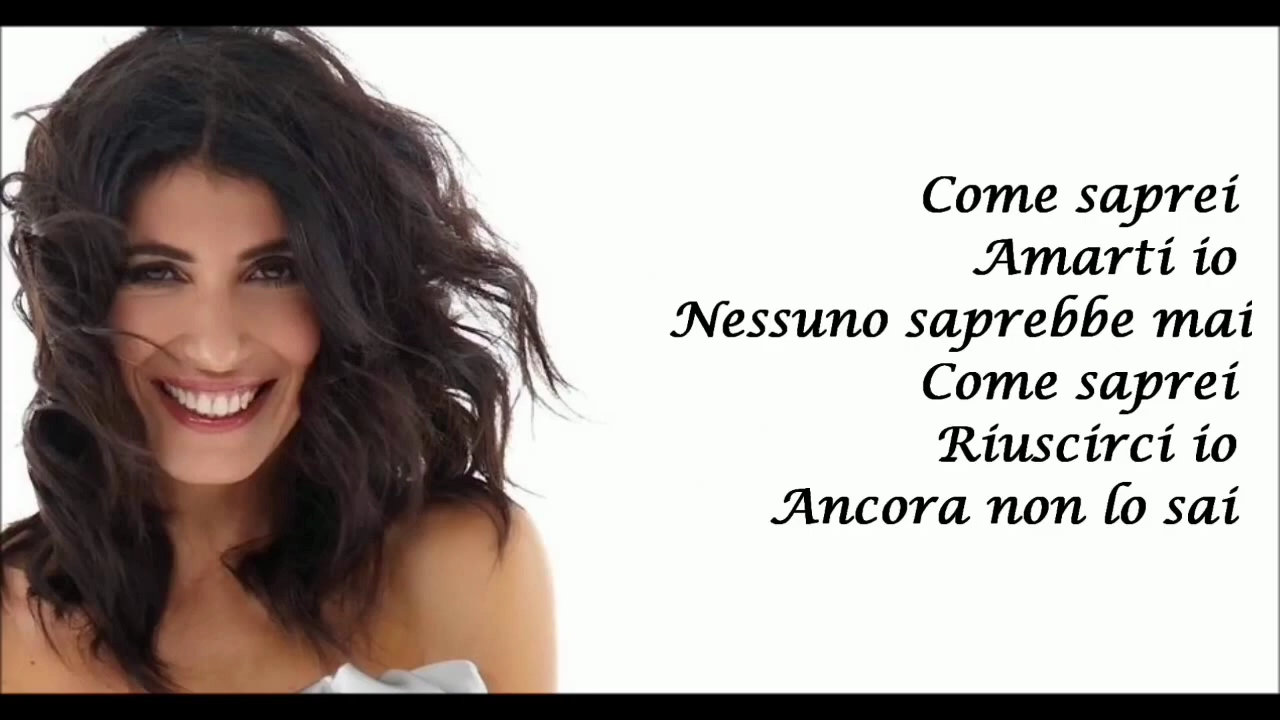 Come saprei
Amarti io
Nessuno saprebbe mai
Come saprei
Riuscirci io
Ancora non lo sai